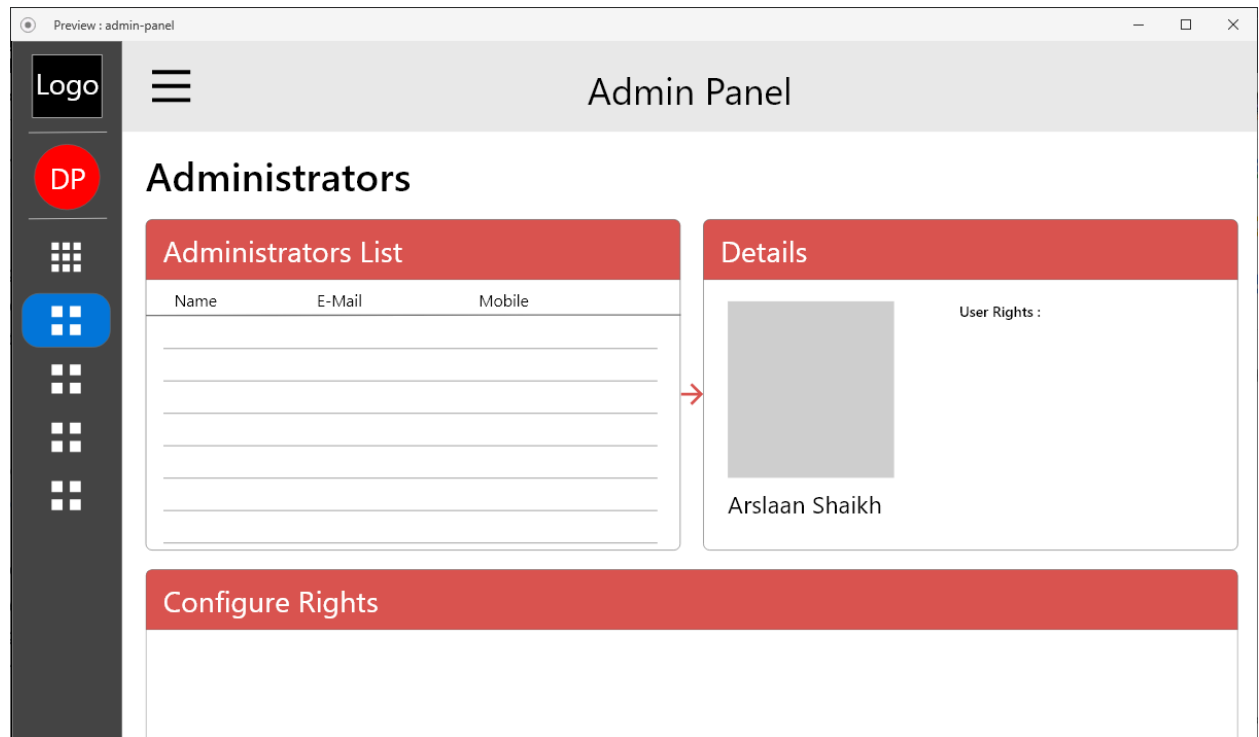 Preview : admin-panel
Logo
Admin Panel
DP
Administrators
Administrators List
Name E-Mail Mobile
Details
User Rights :
Arslaan Shaikh
Configure Rights